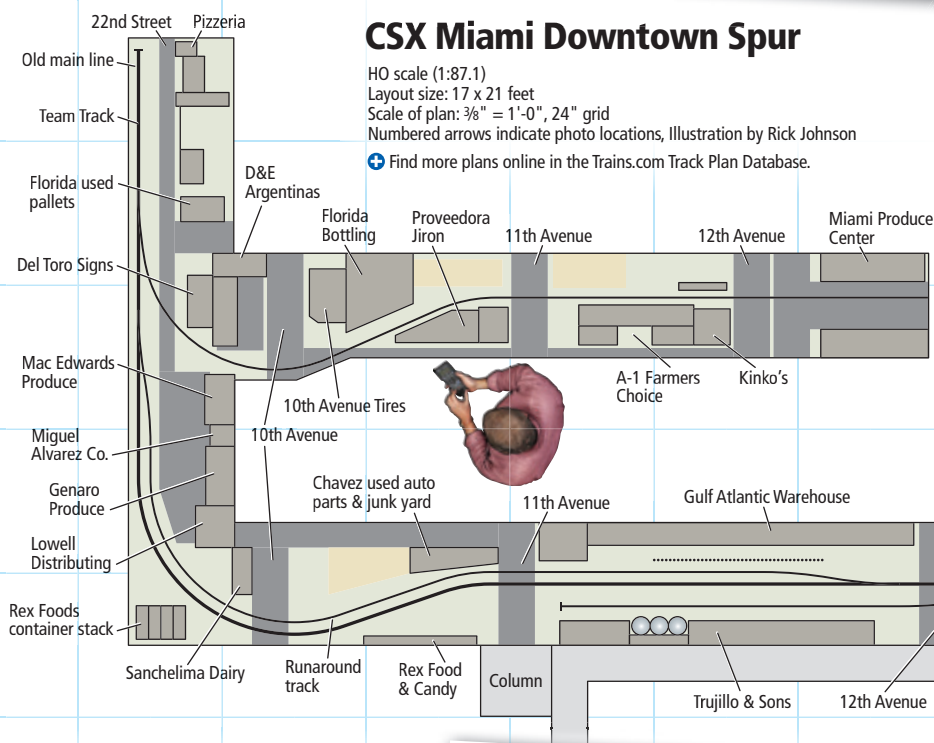 22nd Street
Pizzeria
CSX Miami Downtown Spur
Old main line
HO scale (1:87.1)
Layout size: 17 x 21 feet
Scale of plan: ⅜" = 1'-0", 24" grid
Numbered arrows indicate photo locations, Illustration by Rick Johnson
Find more plans online in the Trains.com Track Plan Database.
Team Track
Florida used
pallets
D&E
Argentinas
Florida
Bottling
Proveedora
Jiron
11th Avenue
12th Avenue
Miami Produce
Center
Del Toro Signs
Mac Edwards
Produce
10th Avenue Tires
A-1 Farmers
Choice
Kinko's
Miguel
Alvarez Co.
10th Avenue
Genaro
Produce
Chavez used auto
parts & junk yard
11th Avenue
Gulf Atlantic Warehouse
Lowell
Distributing
Rex Foods
container stack
Sanchelima Dairy
Runaround
track
Rex Food
& Candy
Column
Trujillo & Sons
12th Avenue